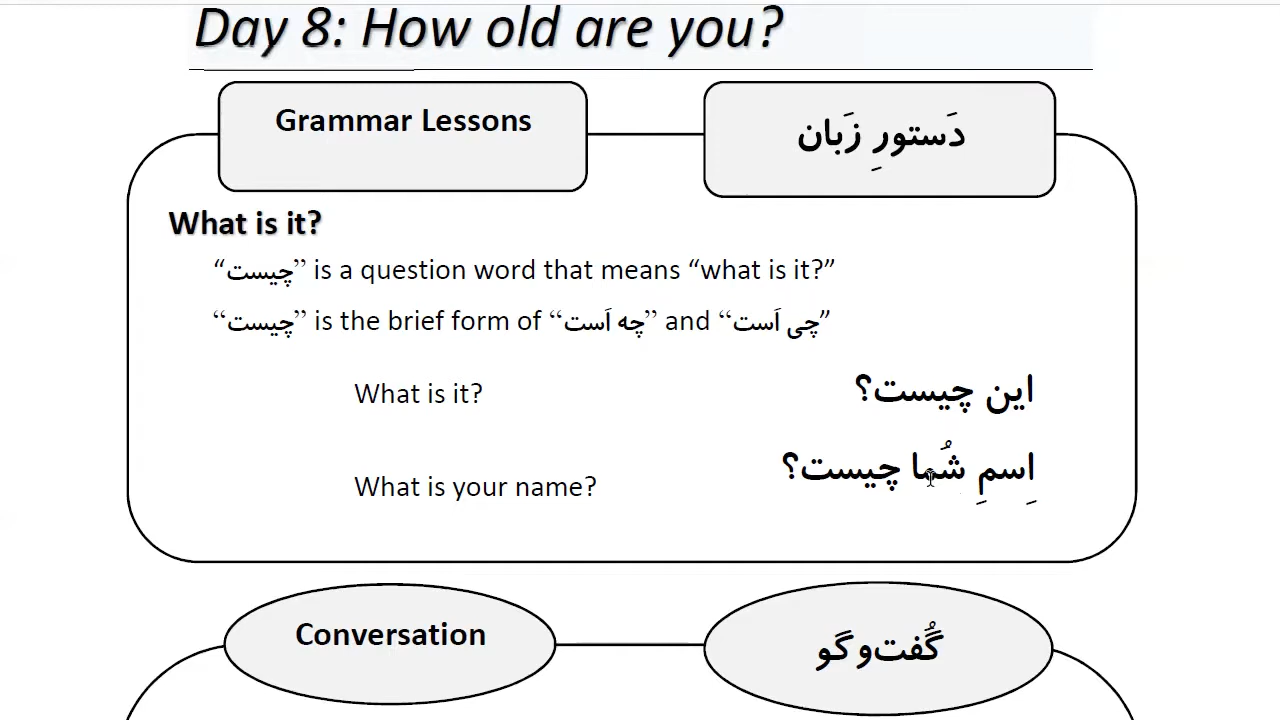 Day 8: How old are you?
Grammar Lessons
دَستورِ زَبان
What is it?
“چیست” is a question word that means “what is it?”
“چیست” is the brief form of “چه اَست” and “چی اَست”
What is it?
این چیست؟
What is your name?
اِسمِ شُما چیست؟
Conversation
گُفت‌و‌گو